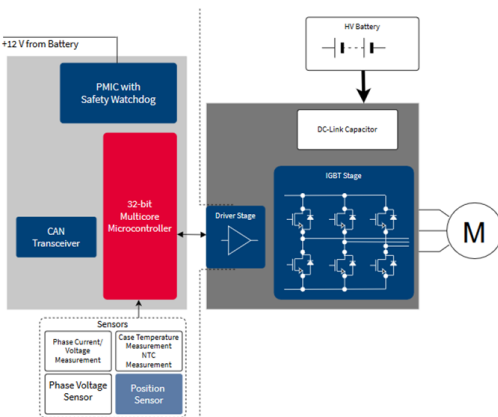 HV Battery
+12 V from Battery
PMIC with
Safety Watchdog
DC-Link Capacitor
32-bit
Multicore
Microcontroller
IGBT Stage
CAN
Transceiver
Driver Stage
M
Sensors
Phase Current/
Voltage
Measurement
Case Temperature
Measurement
NTC
Measurement
Phase Voltage
Sensor
Position
Sensor